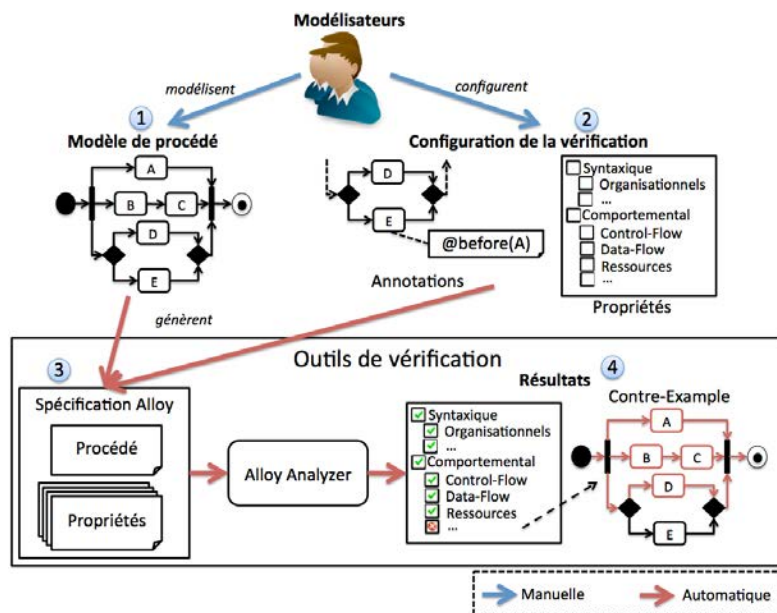 Modélisateurs
modélisent
configurent
1
2
Modèle de procédé
A
B
C
D
E
Configuration de la vérification
D
E
@before(A)
Annotations
Syntaxique
Organisationnels
...
Comportemental
Control-Flow
Data-Flow
Ressources
...
Propriétés
génèrent
Outils de vérification
3
Spécification Alloy
Procédé
Propriétés
Alloy Analyzer
Résultats
4
Syntaxique
Organisationnels
...
Comportemental
Control-Flow
Data-Flow
Ressources
...
Contre-Example
A
B
C
D
E
Manuelle
Automatique